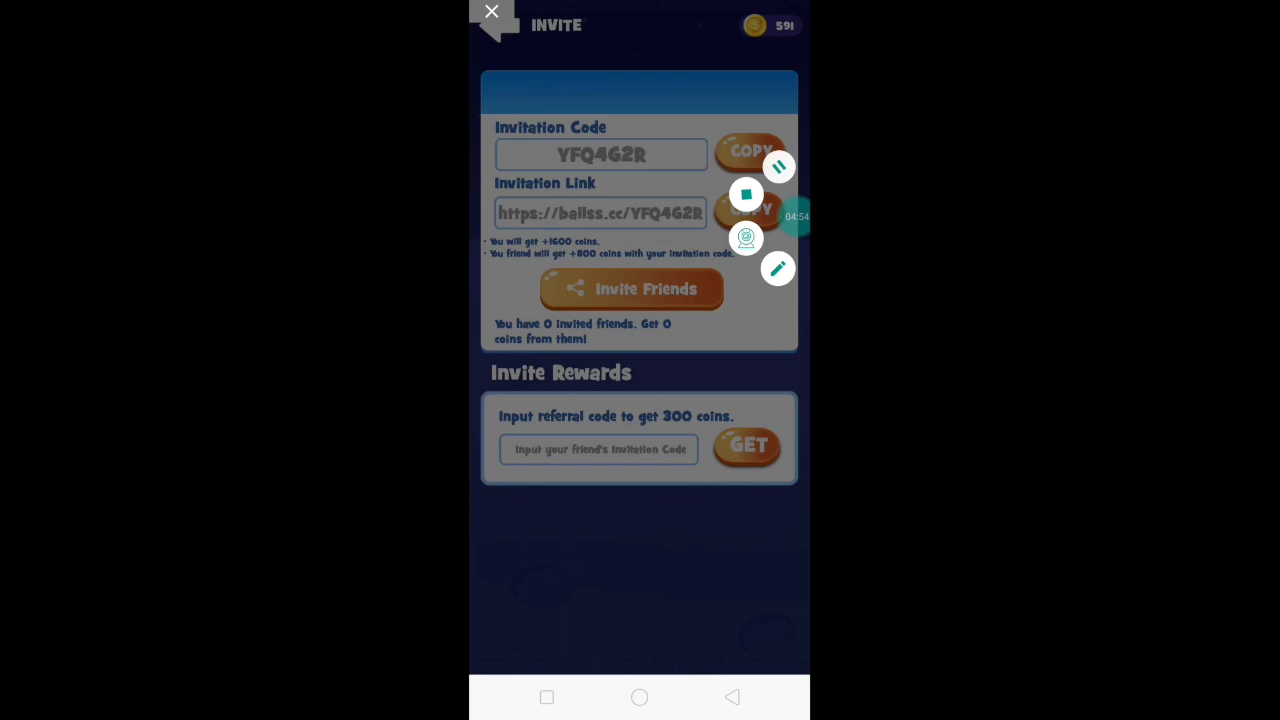 INVITE
591
Invitation Code
YFQ4G2R
COPY
Invitation Link
https://ballss.cc/YFQ4G2R
COPY
04:54
· You will get +1600 coins.
· You friend will get +800 coins with your invitation code.
Invite Friends
You have 0 invited friends. Get 0
coins from them!
Invite Rewards
Input referral code to get 300 coins.
Input your friend's Invitation Code
GET